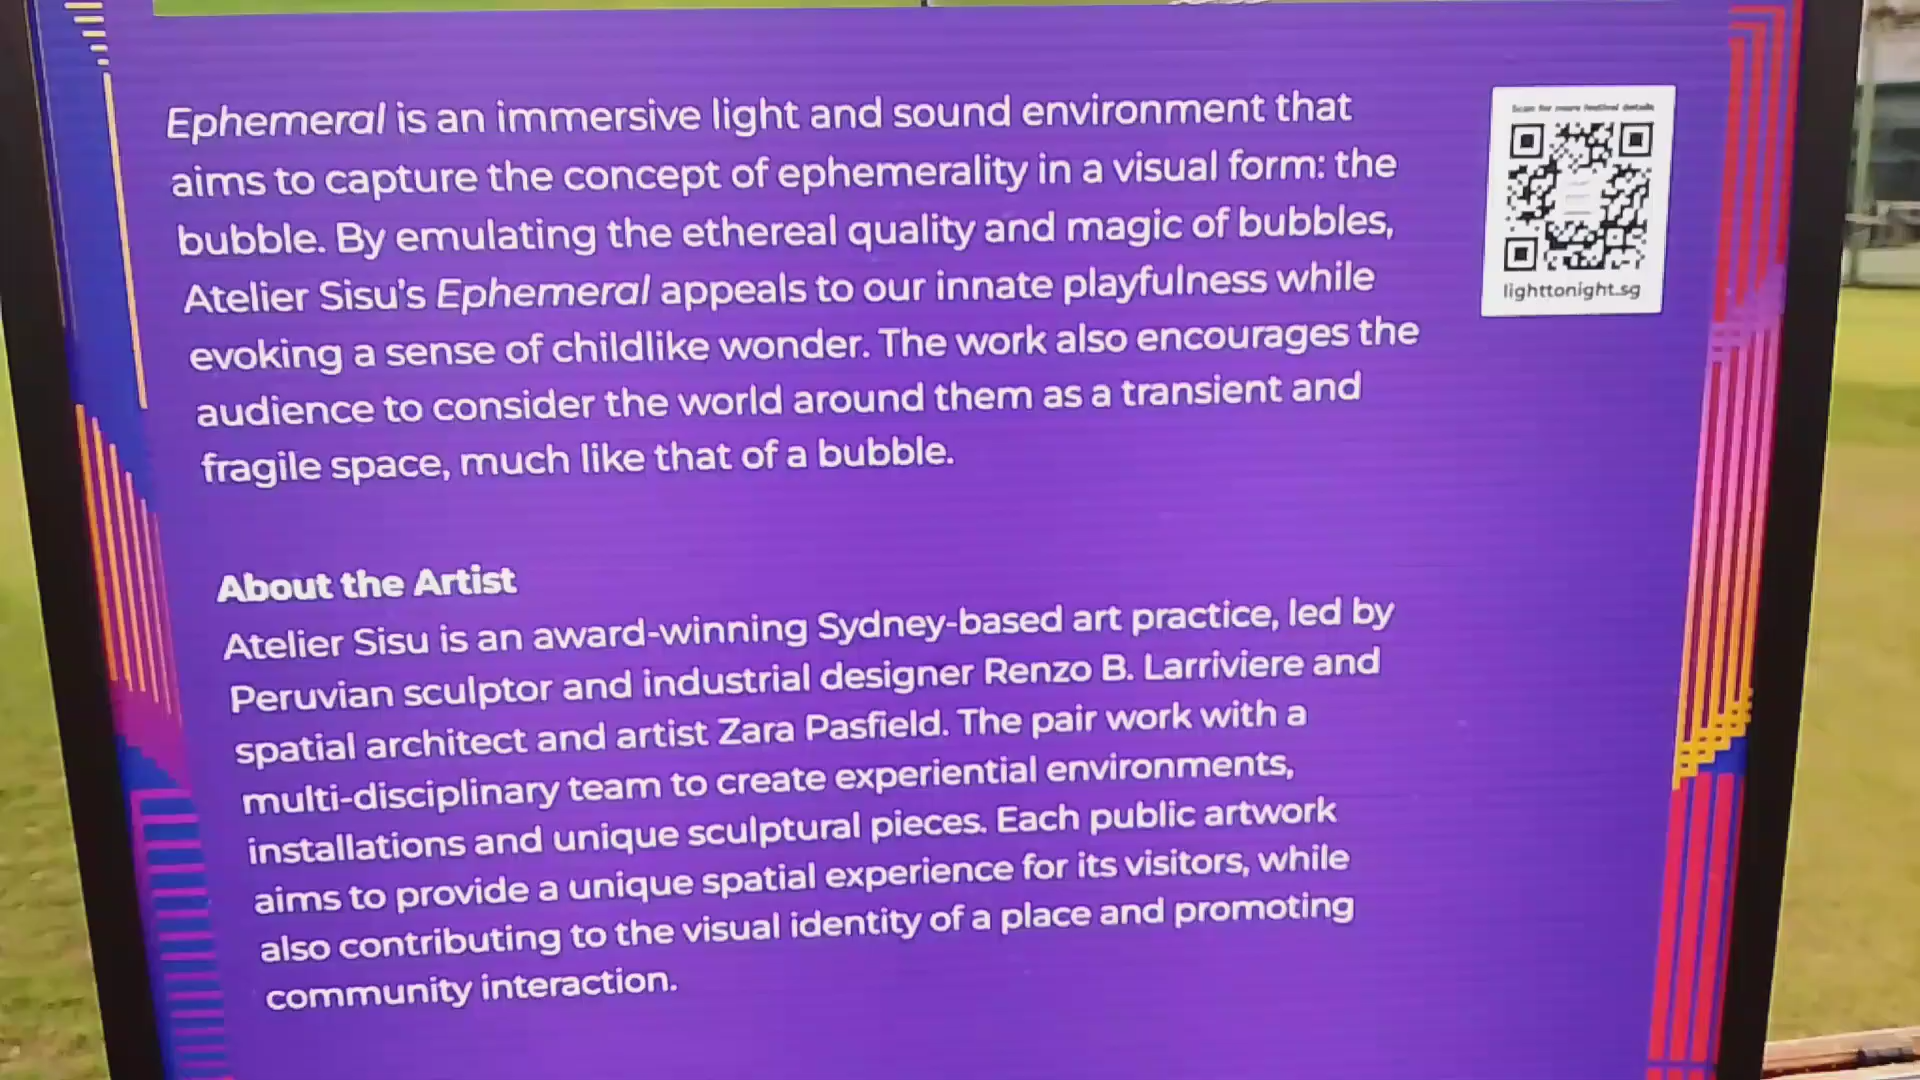 Ephemeral is an immersive light and sound environment that
aims to capture the concept of ephemerality in a visual form: the
bubble. By emulating the ethereal quality and magic of bubbles,
Atelier Sisu's Ephemeral appeals to our innate playfulness while
evoking a sense of childlike wonder. The work also encourages the
audience to consider the world around them as a transient and
fragile space, much like that of a bubble.
Scan for more festival details
lighttonight.sg
About the Artist
Atelier Sisu is an award-winning Sydney-based art practice, led by
Peruvian sculptor and industrial designer Renzo B. Larriviere and
spatial architect and artist Zara Pasfield. The pair work with a
multi-disciplinary team to create experiential environments,
installations and unique sculptural pieces. Each public artwork
aims to provide a unique spatial experience for its visitors, while
also contributing to the visual identity of a place and promoting
community interaction.